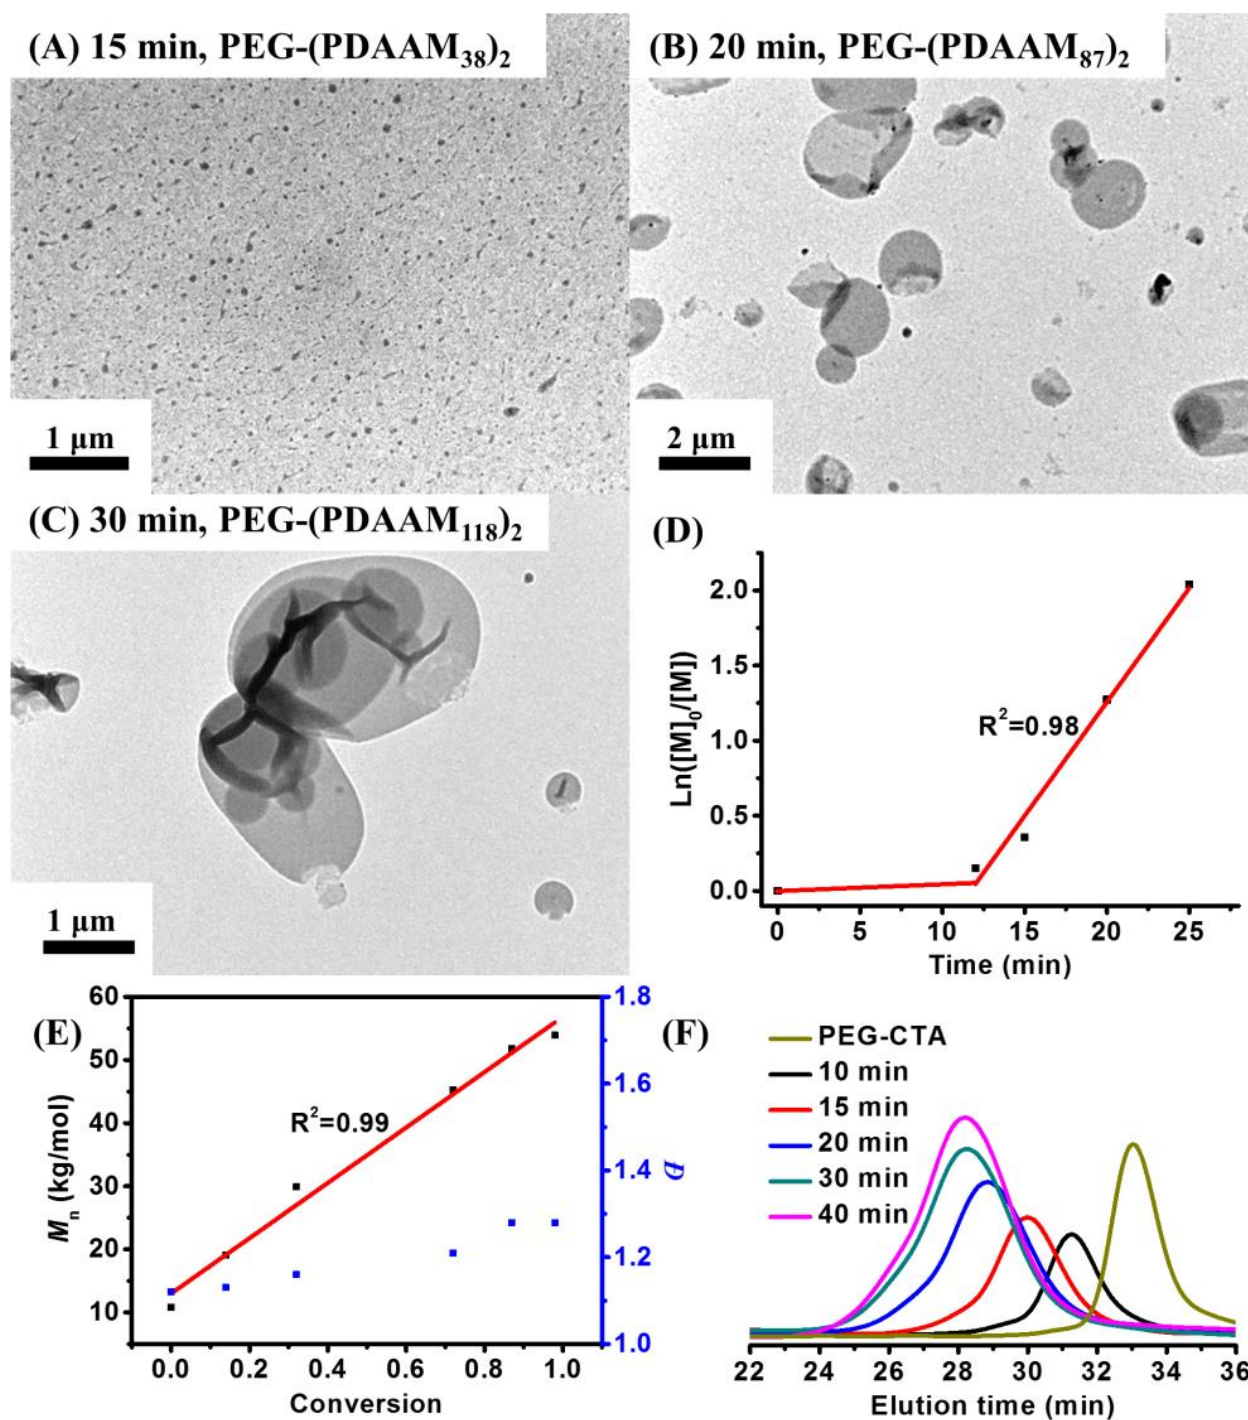 (A) 15 min, PEG-(PDAAM₃₈)₂
(B) 20 min, PEG-(PDAAM₈₇)₂
1 μm
2 μm
(C) 30 min, PEG-(PDAAM₁₁₈)₂
1 μm
(D)
2.0
1.5
1.0
0.5
0.0
Ln([M]₀/[M])
R²=0.98
0 5 10 15 20 25
Time (min)
(E)
60
50
40
30
20
10
Mₙ (kg/mol)
R²=0.99
1.8
1.6
1.4
1.2
1.0
Đ
0.0 0.2 0.4 0.6 0.8 1.0
Conversion
(F)
PEG-CTA
10 min
15 min
20 min
30 min
40 min
22 24 26 28 30 32 34 36
Elution time (min)